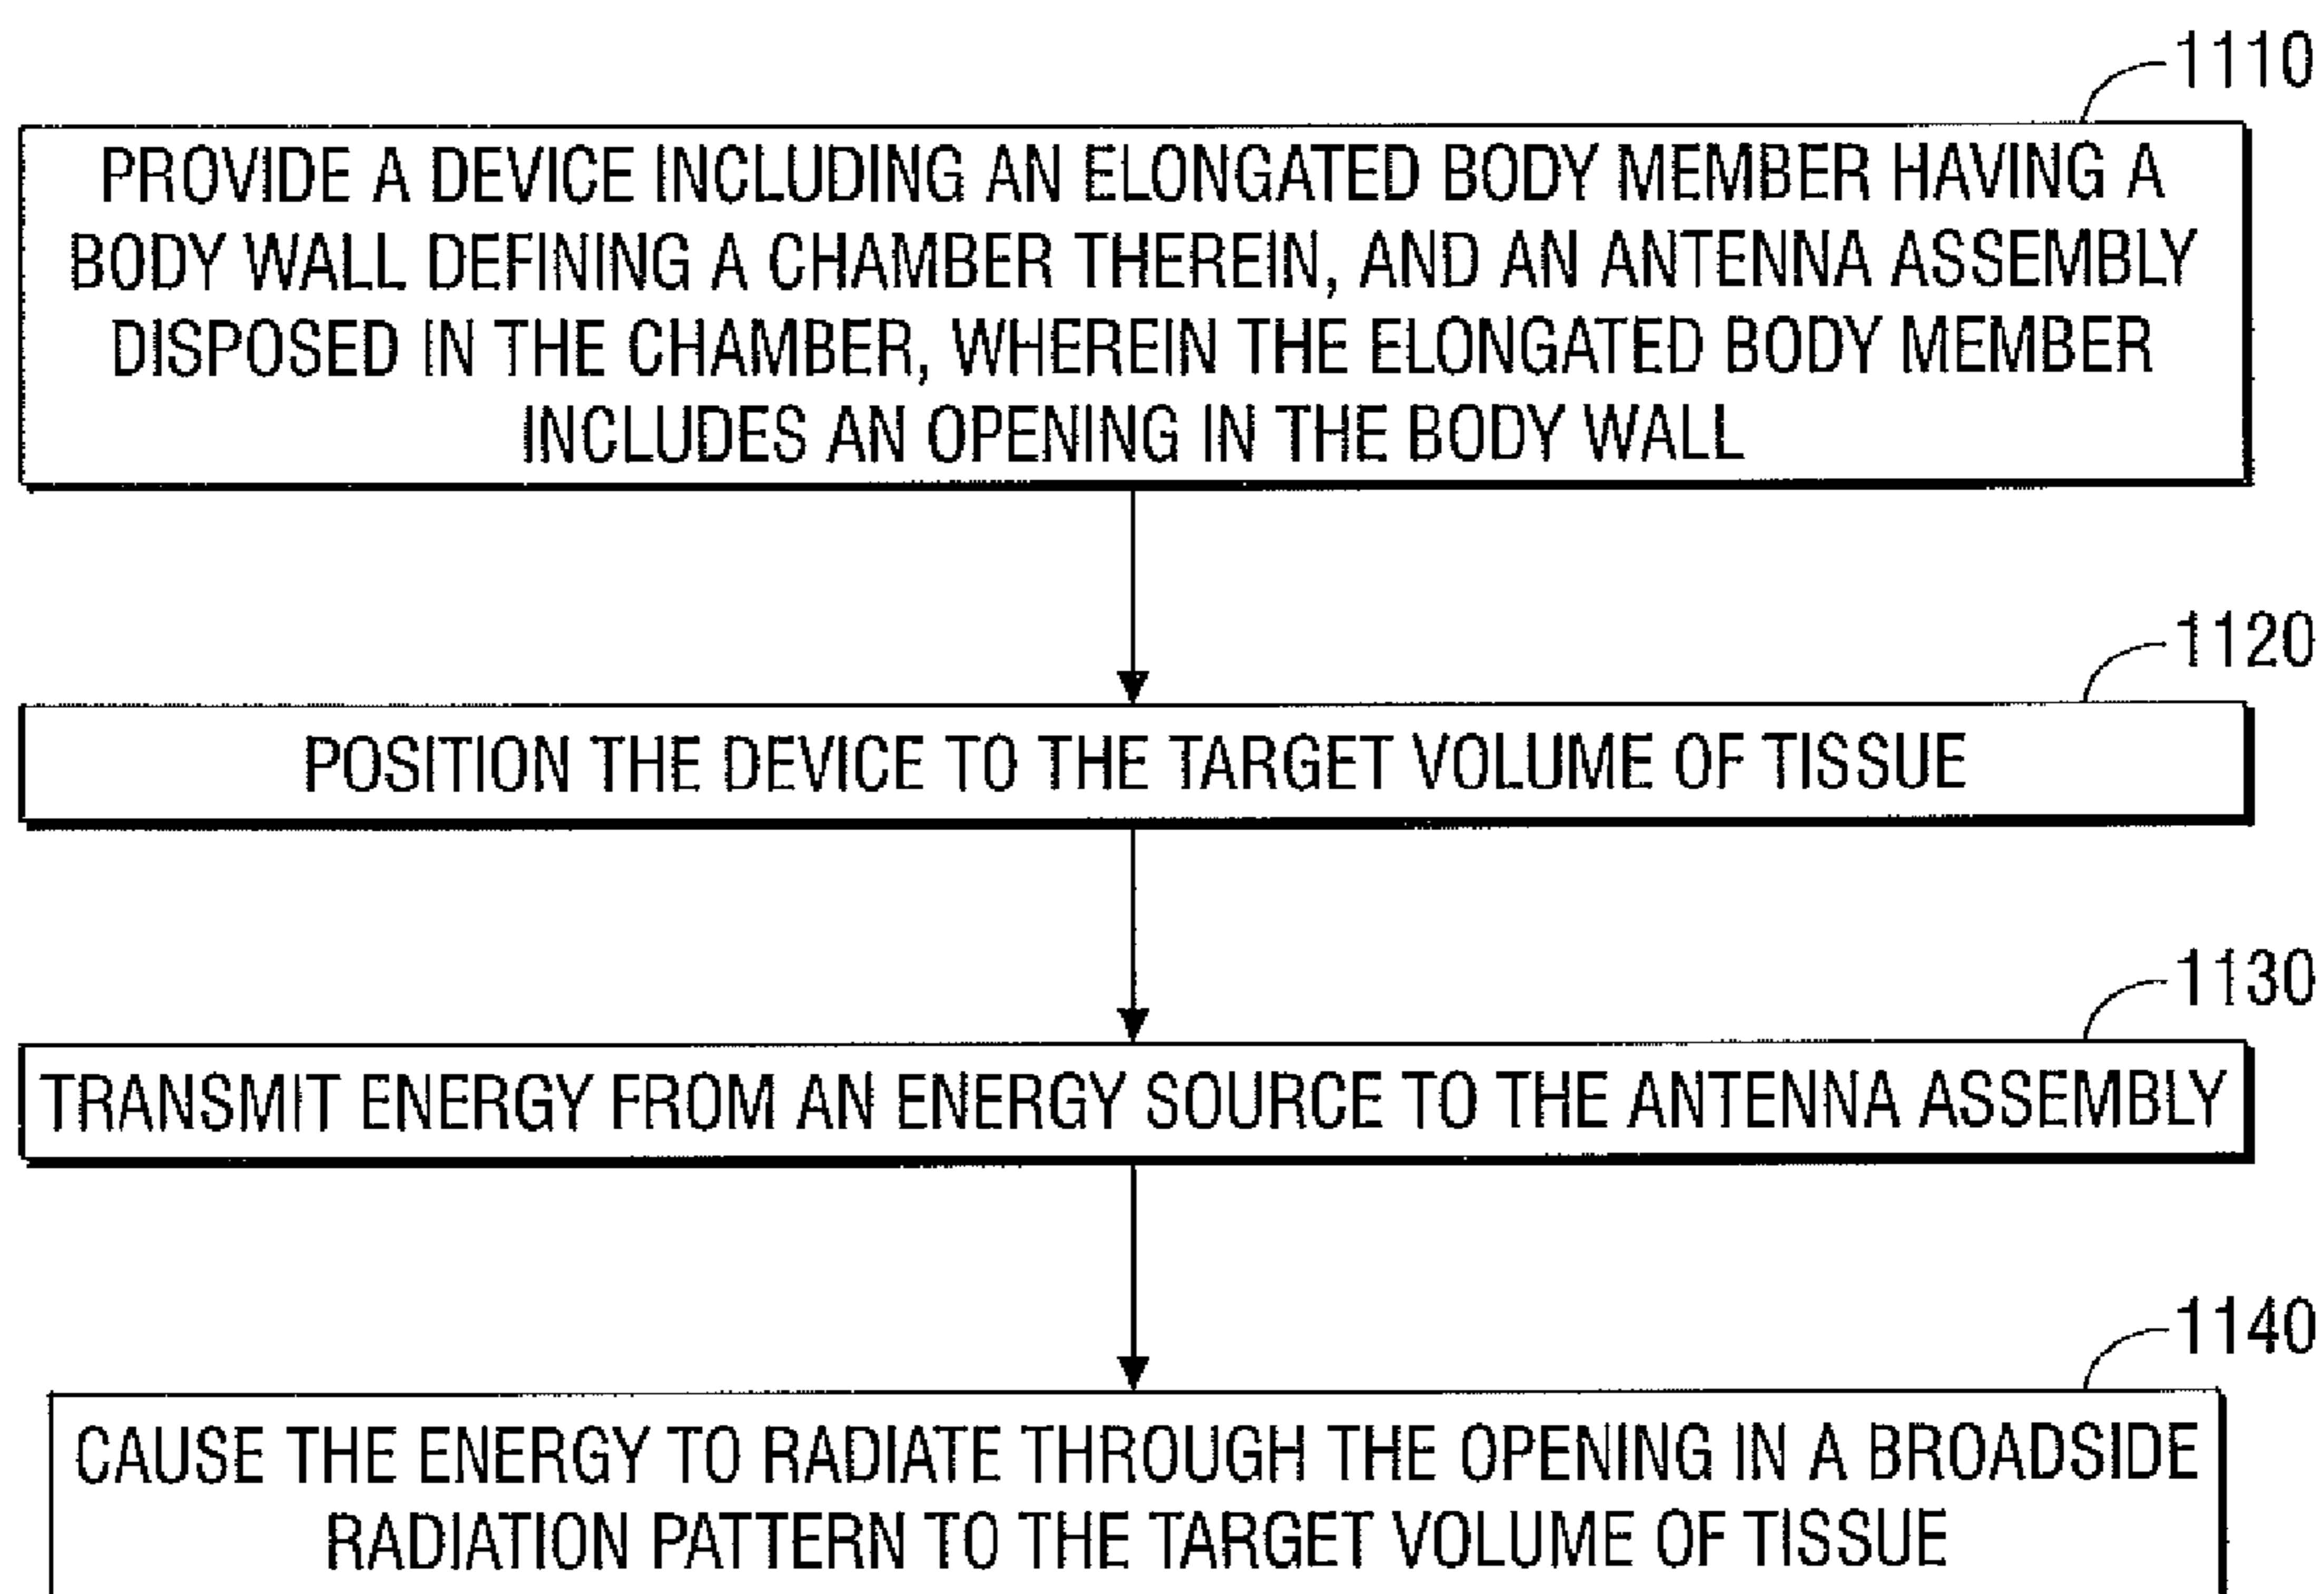 1110
PROVIDE A DEVICE INCLUDING AN ELONGATED BODY MEMBER HAVING A
BODY WALL DEFINING A CHAMBER THEREIN, AND AN ANTENNA ASSEMBLY
DISPOSED IN THE CHAMBER, WHEREIN THE ELONGATED BODY MEMBER
INCLUDES AN OPENING IN THE BODY WALL
1120
POSITION THE DEVICE TO THE TARGET VOLUME OF TISSUE
1130
TRANSMIT ENERGY FROM AN ENERGY SOURCE TO THE ANTENNA ASSEMBLY
1140
CAUSE THE ENERGY TO RADIATE THROUGH THE OPENING IN A BROADSIDE
RADIATION PATTERN TO THE TARGET VOLUME OF TISSUE